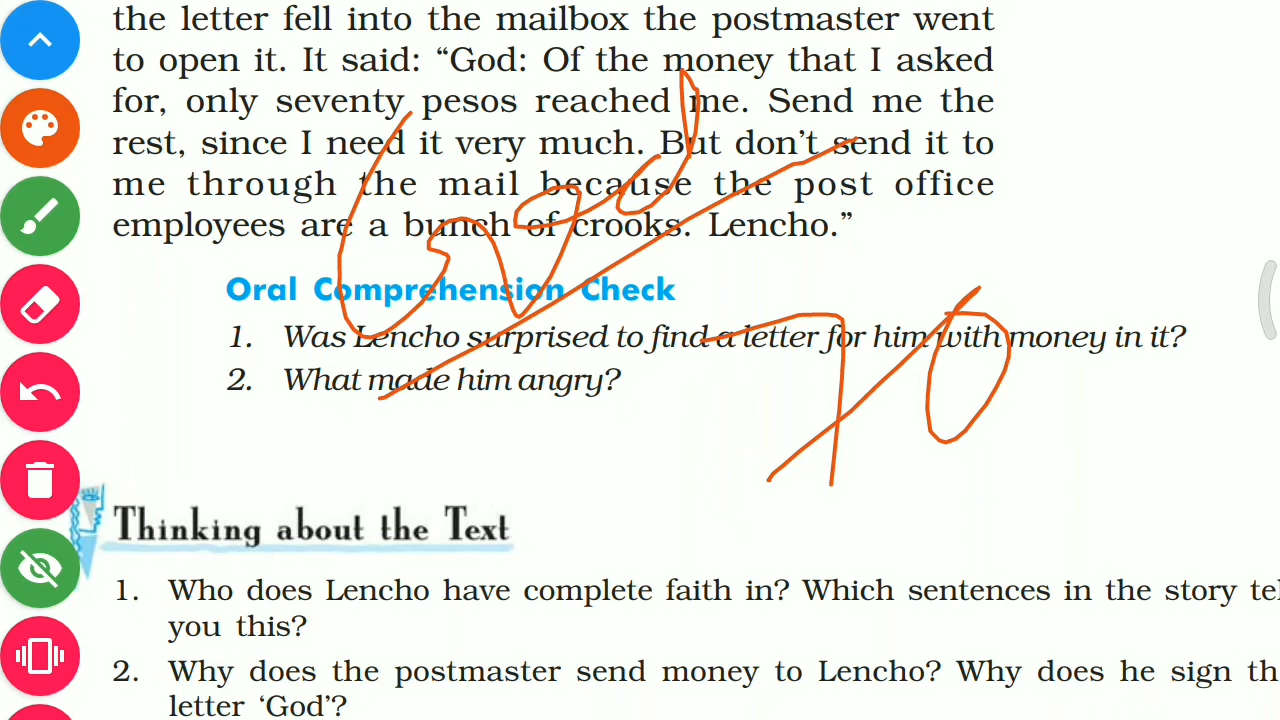 the letter fell into the mailbox the postmaster went
to open it. It said: “God: Of the money that I asked
for, only seventy pesos reached me. Send me the
rest, since I need it very much. But don’t send it to
me through the mail because the post office
employees are a bunch of crooks. Lencho.”
Oral Comprehension Check
1. Was Lencho surprised to find a letter for him with money in it?
2. What made him angry?
70
Thinking about the Text
1. Who does Lencho have complete faith in? Which sentences in the story tel
you this?
2. Why does the postmaster send money to Lencho? Why does he sign th
letter ‘God’?